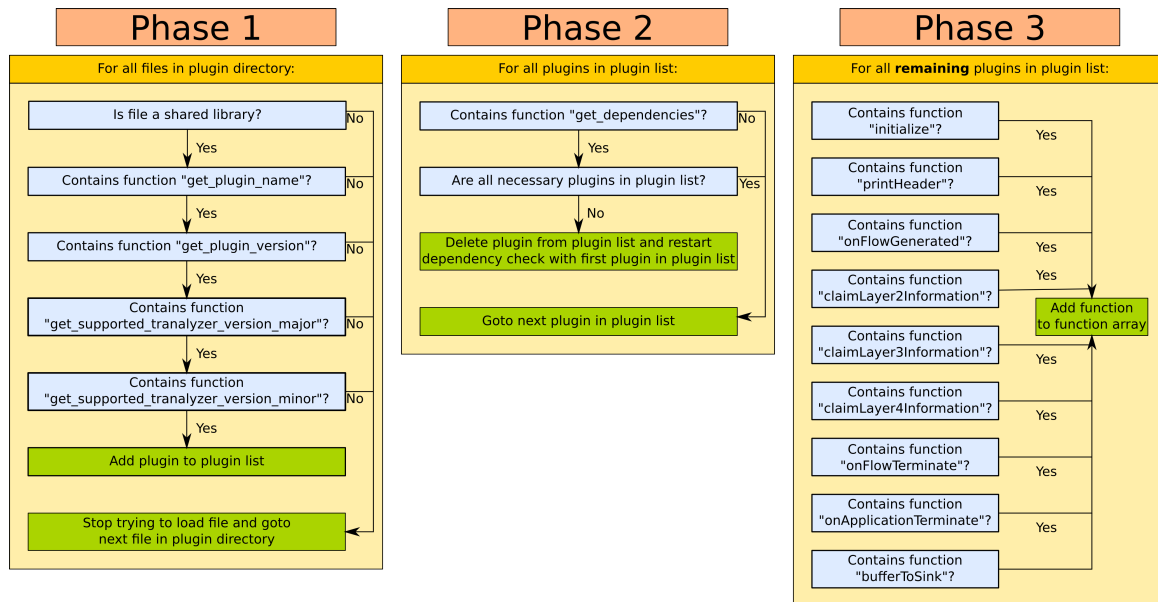 Phase 1
For all files in plugin directory:
Is file a shared library?
No
Yes
Contains function "get_plugin_name"?
No
Yes
Contains function "get_plugin_version"?
No
Yes
Contains function
"get_supported_tranalyzer_version_major"?
No
Yes
Contains function
"get_supported_tranalyzer_version_minor"?
No
Yes
Add plugin to plugin list
Stop trying to load file and goto
next file in plugin directory
Phase 2
For all plugins in plugin list:
Contains function "get_dependencies"?
No
Yes
Are all necessary plugins in plugin list?
Yes
No
Delete plugin from plugin list and restart
dependency check with first plugin in plugin list
Goto next plugin in plugin list
Phase 3
For all remaining plugins in plugin list:
Contains function
"initialize"?
Yes
Contains function
"printHeader"?
Yes
Contains function
"onFlowGenerated"?
Yes
Contains function
"claimLayer2Information"?
Yes
Add function
to function array
Contains function
"claimLayer3Information"?
Yes
Contains function
"claimLayer4Information"?
Yes
Contains function
"onFlowTerminate"?
Yes
Contains function
"onApplicationTerminate"?
Yes
Contains function
"bufferToSink"?